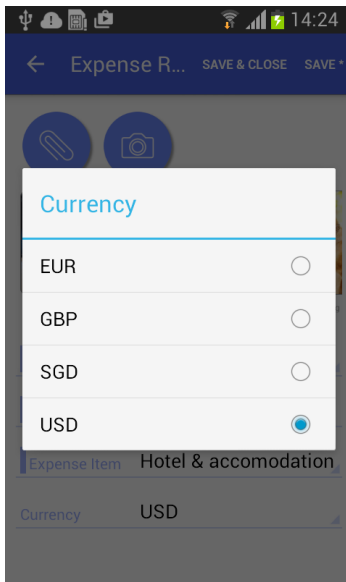 14:24
Expense R... SAVE & CLOSE SAVE
Currency
EUR
GBP
SGD
USD
Expense Item Hotel & accomodation
Currency USD